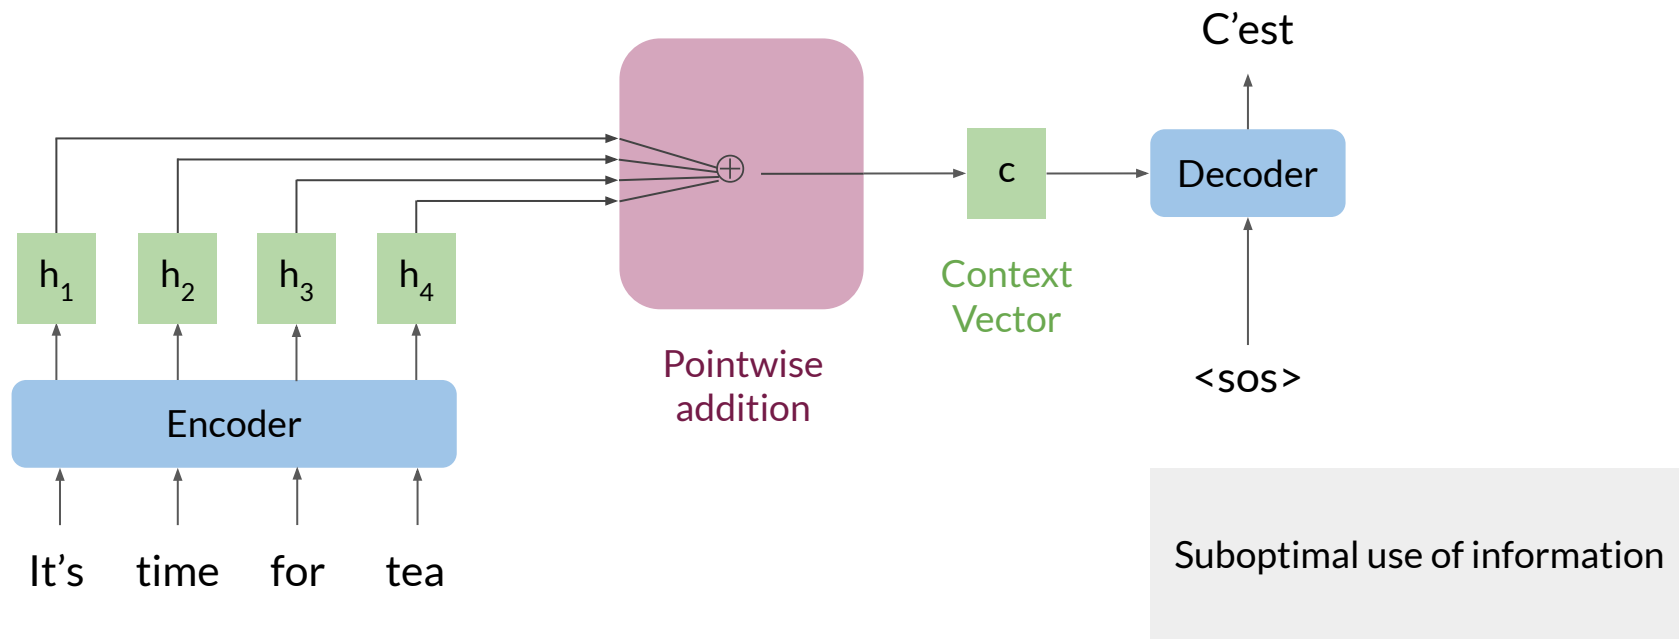 C’est
Decoder
c
h1
h2
h3
h4
Context
Vector
Pointwise
addition
<sos>
Encoder
It’s time for tea
Suboptimal use of information